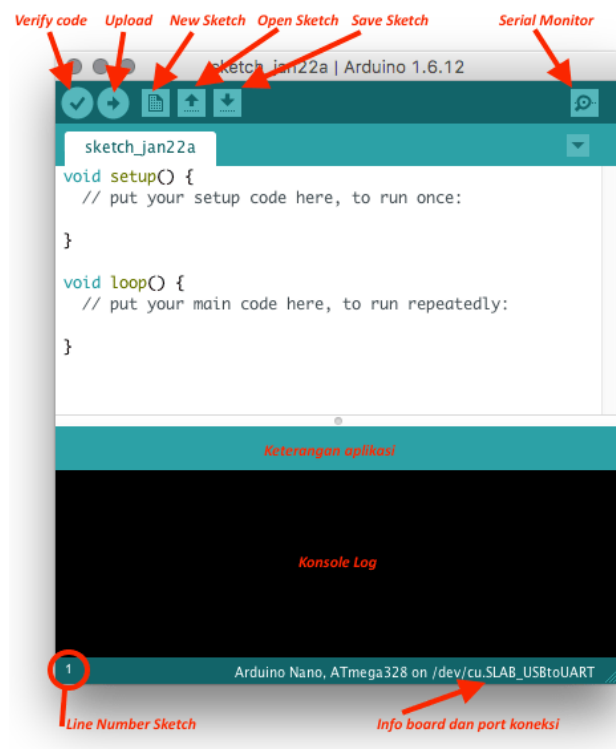 Verify code Upload New Sketch Open Sketch Save Sketch Serial Monitor
sketch_jan22a | Arduino 1.6.12
sketch_jan22a
void setup() {
// put your setup code here, to run once:
}
void loop() {
// put your main code here, to run repeatedly:
}
Keterangan aplikasi
Konsole Log
1
Arduino Nano, ATmega328 on /dev/cu.SLAB_USBtoUART
Line Number Sketch
Info board dan port koneksi